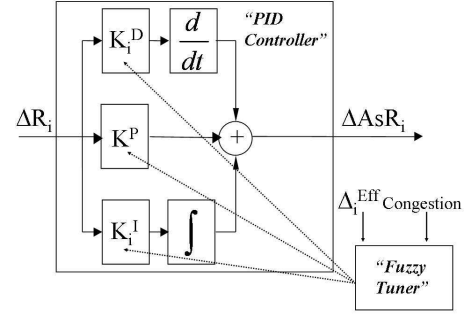 “PID
Controller”
K_i^D
d
dt
ΔR_i
K^P
+
ΔAsR_i
K_i^I
∫
Δ_i^Eff Congestion
“Fuzzy
Tuner”